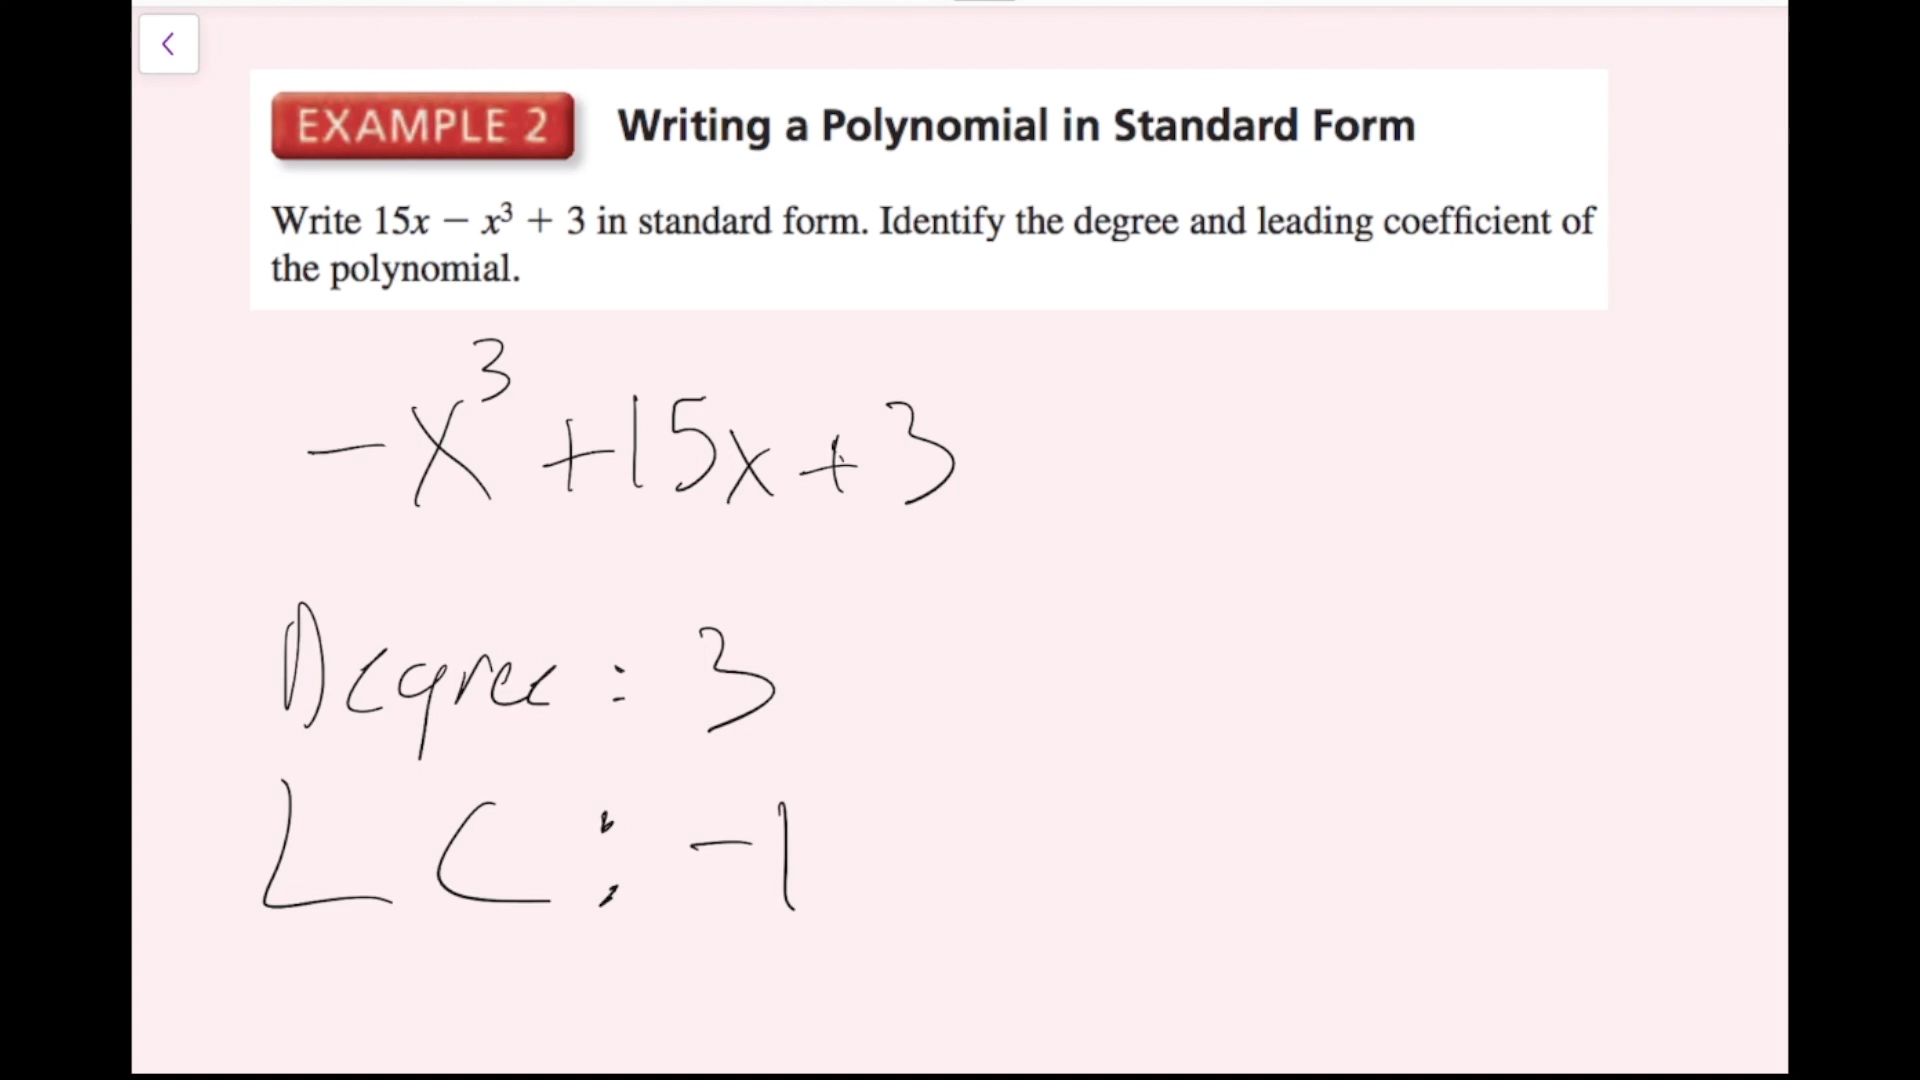 EXAMPLE 2 Writing a Polynomial in Standard Form
Write 15x − x³ + 3 in standard form. Identify the degree and leading coefficient of
the polynomial.
-x³ +15x+3
Degree: 3
LC: -1